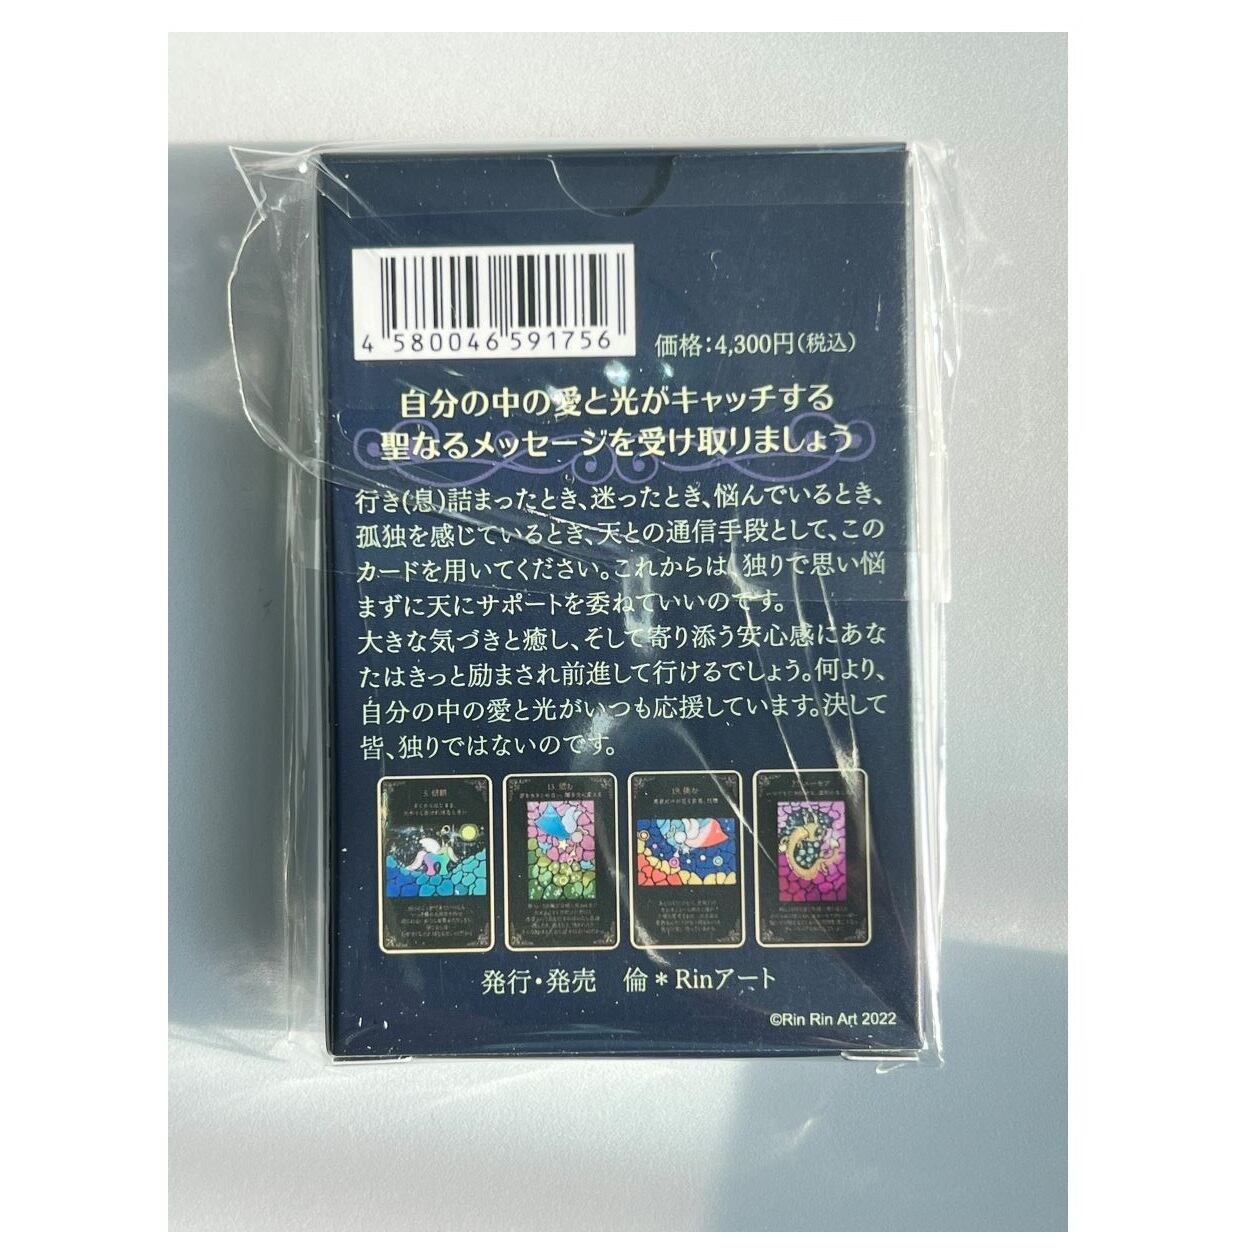 4 580046 591756
価格：4,300円（税込）
自分の中の愛と光がキャッチする
聖なるメッセージを受け取りましょう
行き(息)詰まったとき、迷ったとき、悩んでいるとき、
孤独を感じているとき、天との通信手段として、この
カードを用いてください。これからは、独りで思い悩
まずに天にサポートを委ねていいのです。
大きな気づきと癒し、そして寄り添う安心感にあな
たはきっと励まされ前進して行けるでしょう。何より、
自分の中の愛と光がいつも応援しています。決して
皆、独りではないのです。
発行・発売　倫＊Rinアート
©Rin Rin Art 2022